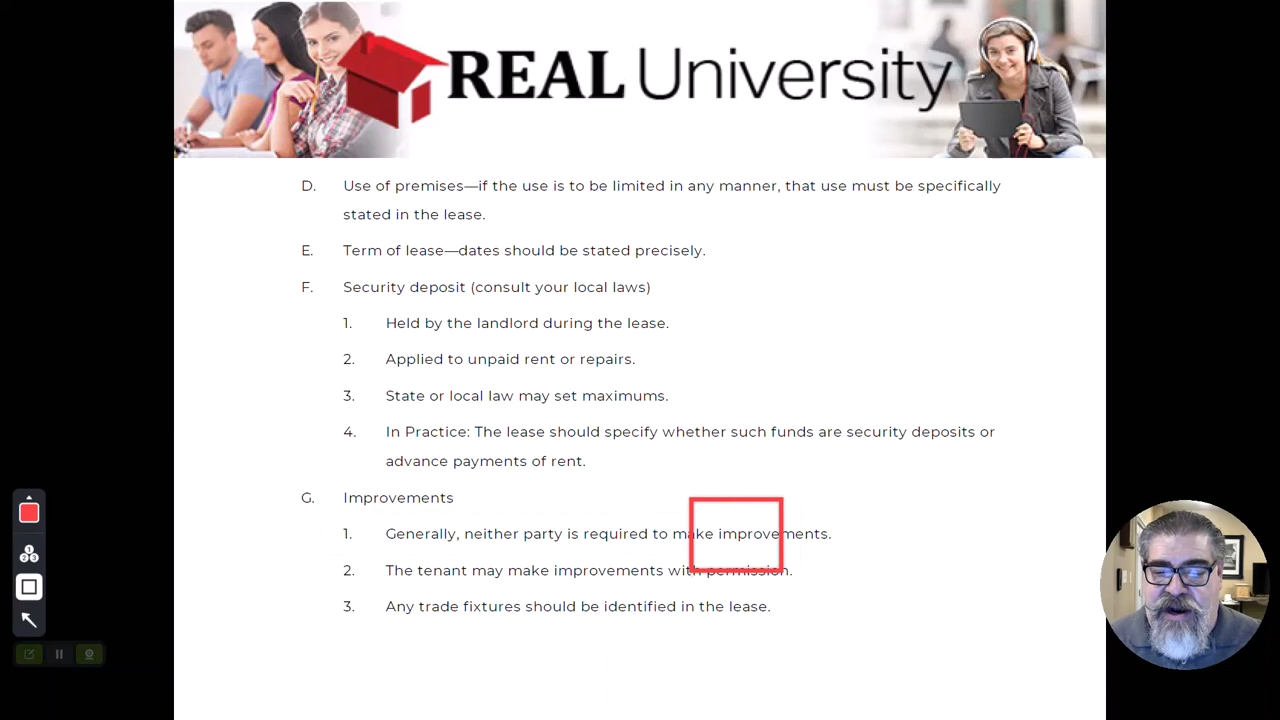 REAL University
D. Use of premises—if the use is to be limited in any manner, that use must be specifically
stated in the lease.
E. Term of lease—dates should be stated precisely.
F. Security deposit (consult your local laws)
1. Held by the landlord during the lease.
2. Applied to unpaid rent or repairs.
3. State or local law may set maximums.
4. In Practice: The lease should specify whether such funds are security deposits or
advance payments of rent.
G. Improvements
1. Generally, neither party is required to make improvements.
2. The tenant may make improvements with permission.
3. Any trade fixtures should be identified in the lease.